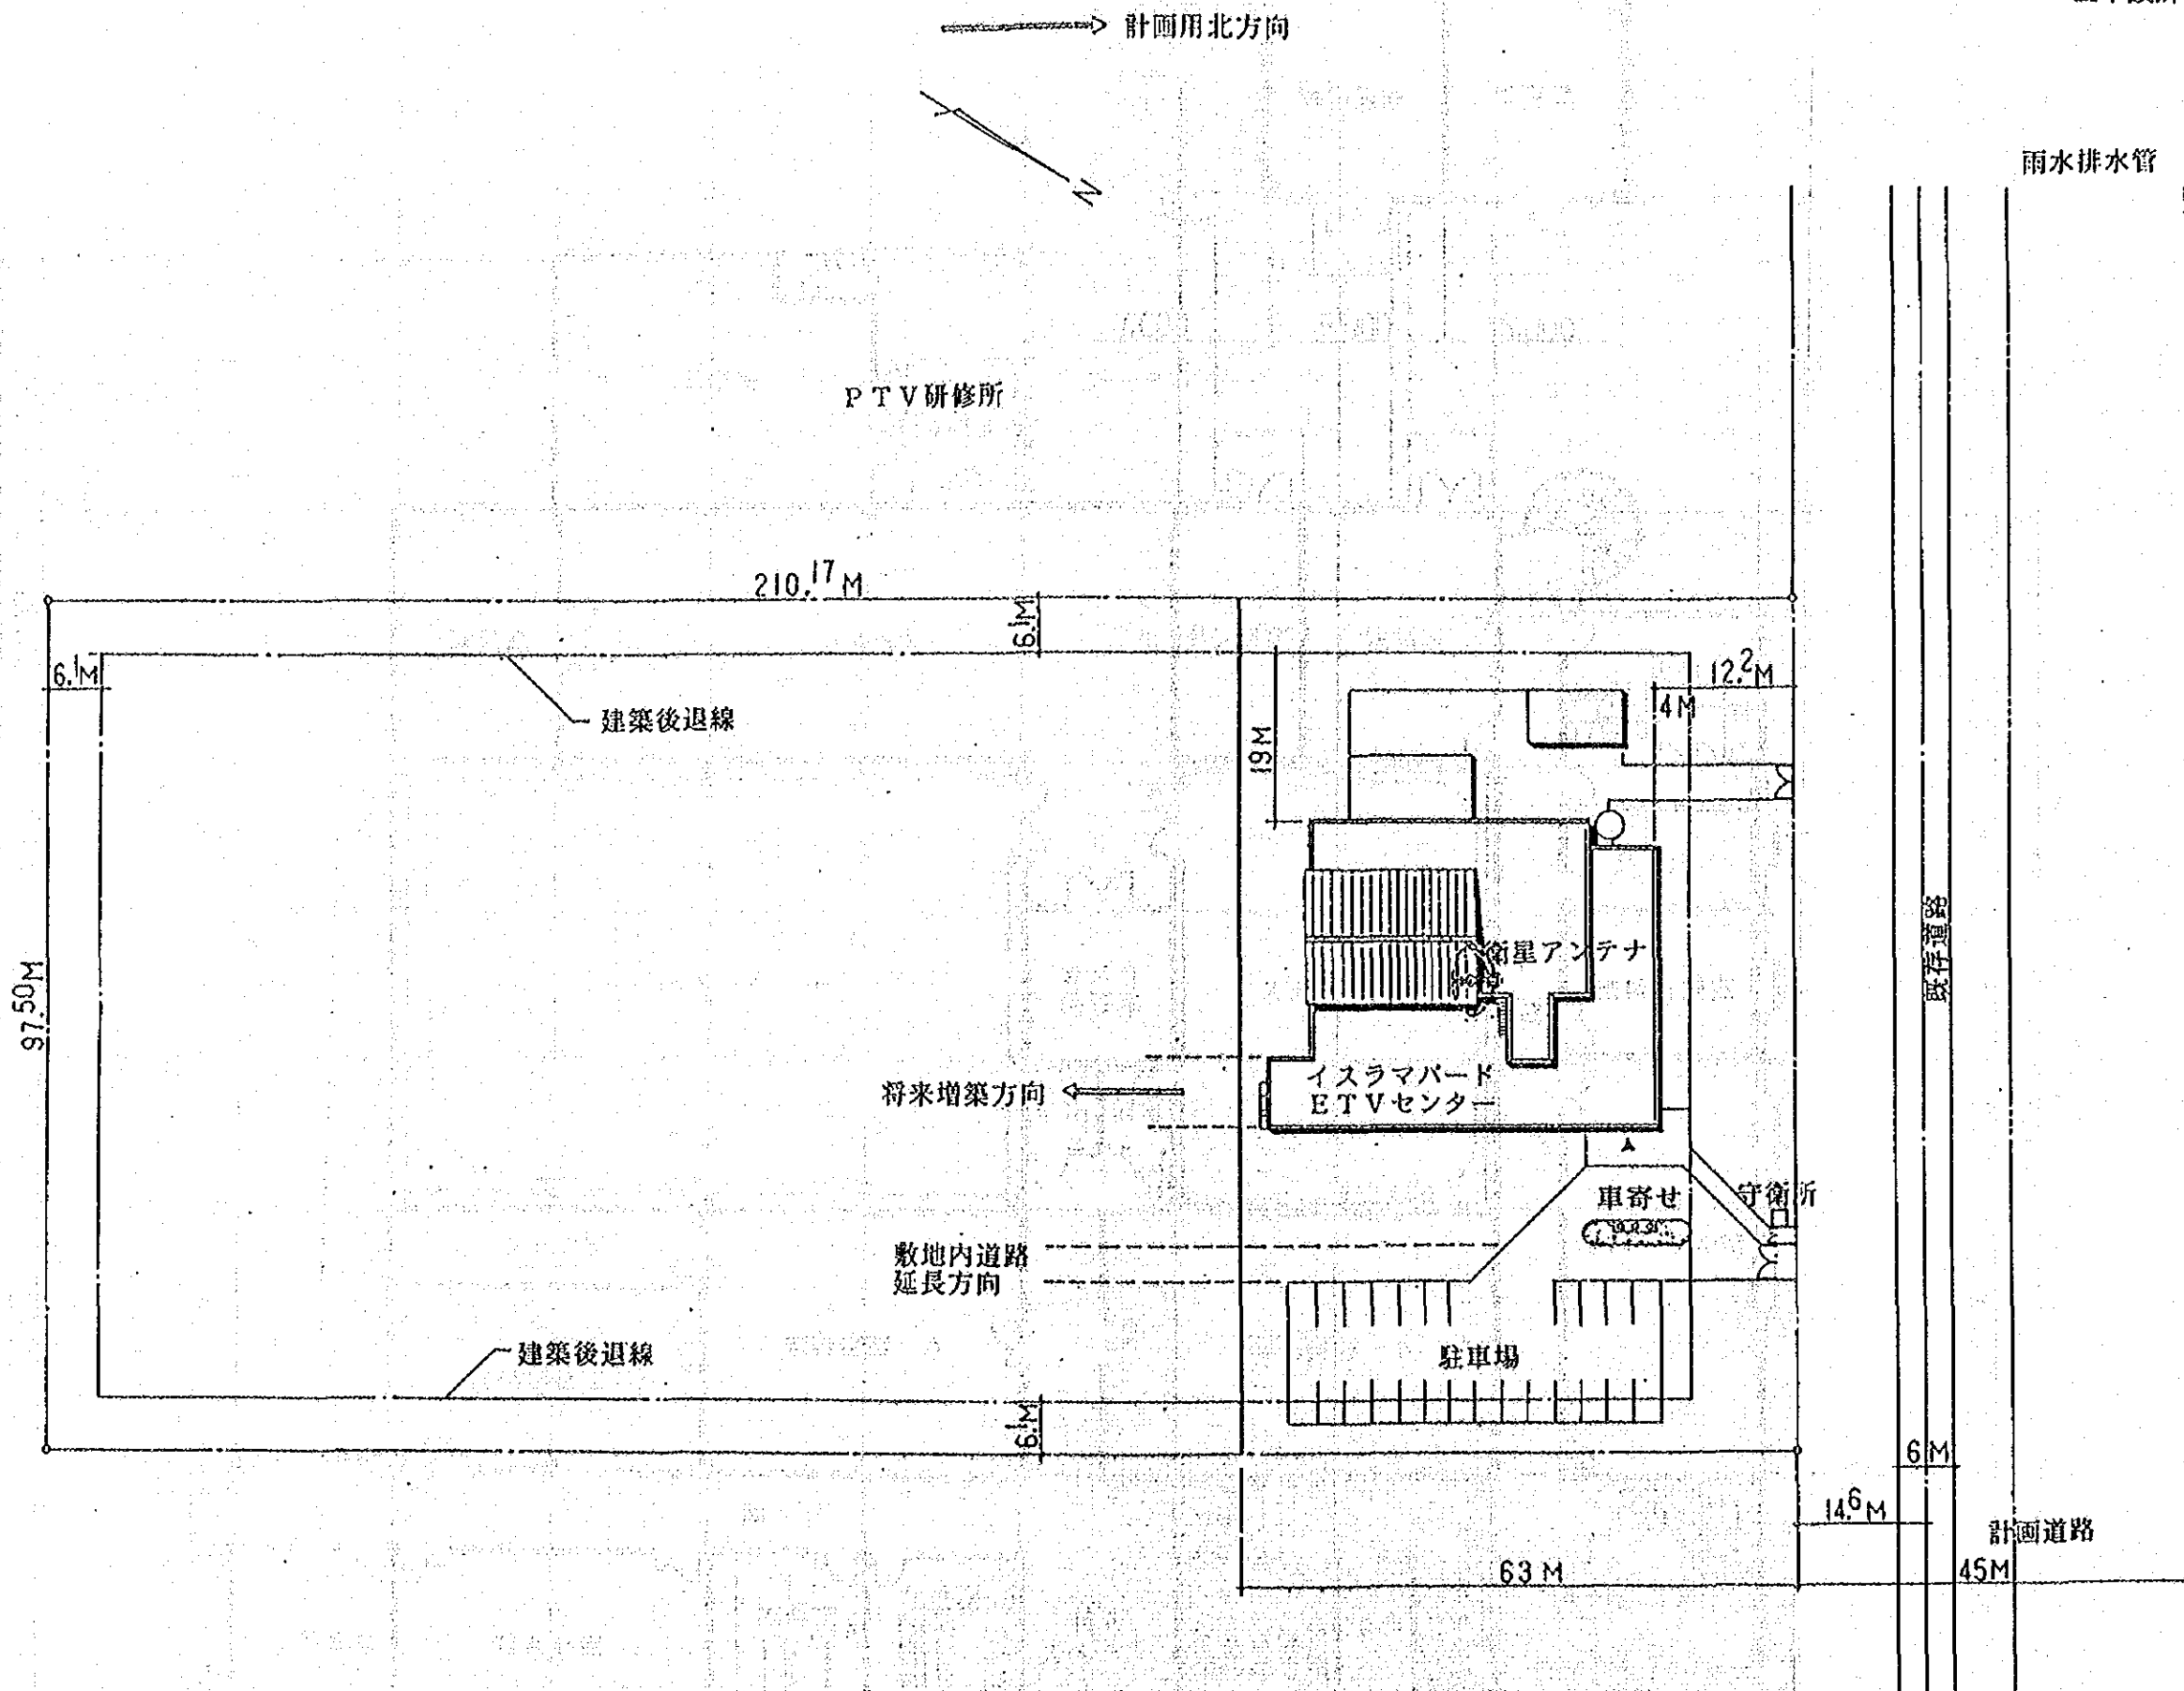 計画用北方向
N
雨水排水管
PTV研修所
210.17M
6.1M
6.1M
12.2M
4M
建築後退線
19M
衛星アンテナ
既存道路
97.50M
将来増築方向
イスラマバード
ETVセンター
車寄せ
守衛所
敷地内道路
延長方向
建築後退線
駐車場
6.1M
6M
14.6M
計画道路
63M
45M